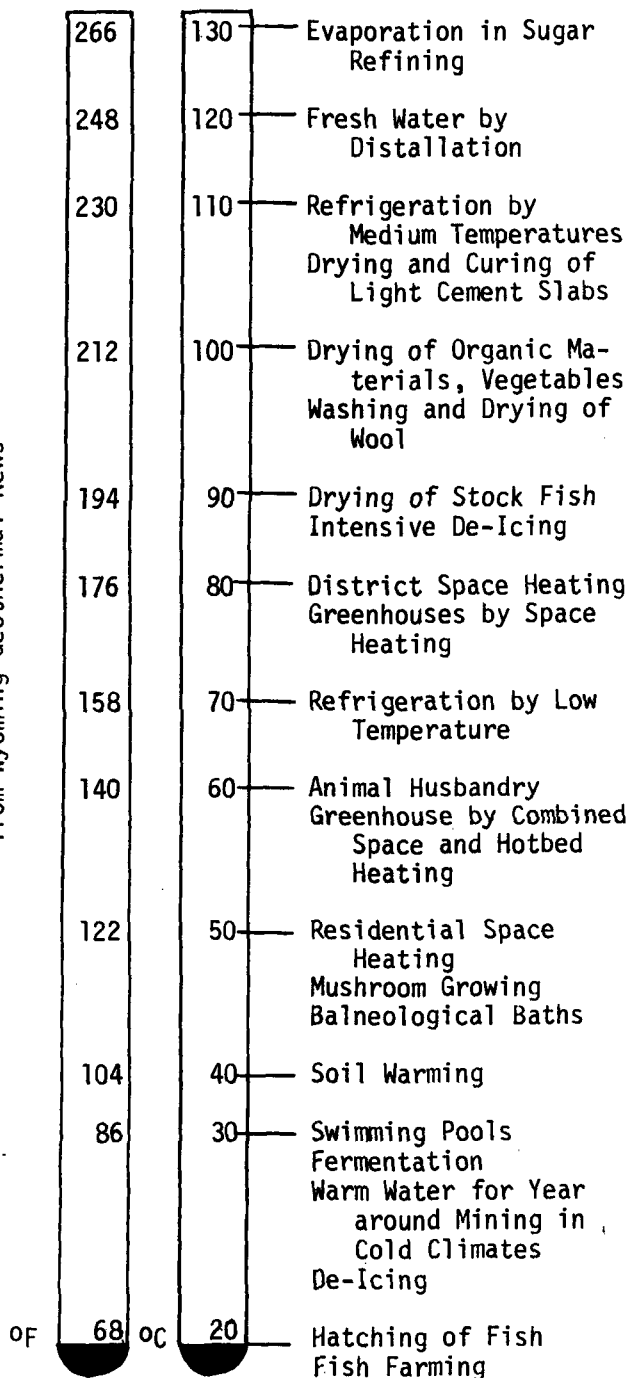 266 130 Evaporation in Sugar
Refining
248 120 Fresh Water by
Distallation
230 110 Refrigeration by
Medium Temperatures
Drying and Curing of
Light Cement Slabs
212 100 Drying of Organic Ma-
terials, Vegetables
Washing and Drying of
Wool
194 90 Drying of Stock Fish
Intensive De-Icing
176 80 District Space Heating
Greenhouses by Space
Heating
158 70 Refrigeration by Low
Temperature
140 60 Animal Husbandry
Greenhouse by Combined
Space and Hotbed
Heating
122 50 Residential Space
Heating
Mushroom Growing
Balneological Baths
104 40 Soil Warming
86 30 Swimming Pools
Fermentation
Warm Water for Year
around Mining in
Cold Climates
De-Icing
°F 68 °C 20 Hatching of Fish
Fish Farming
From Wyoming Geothermal News